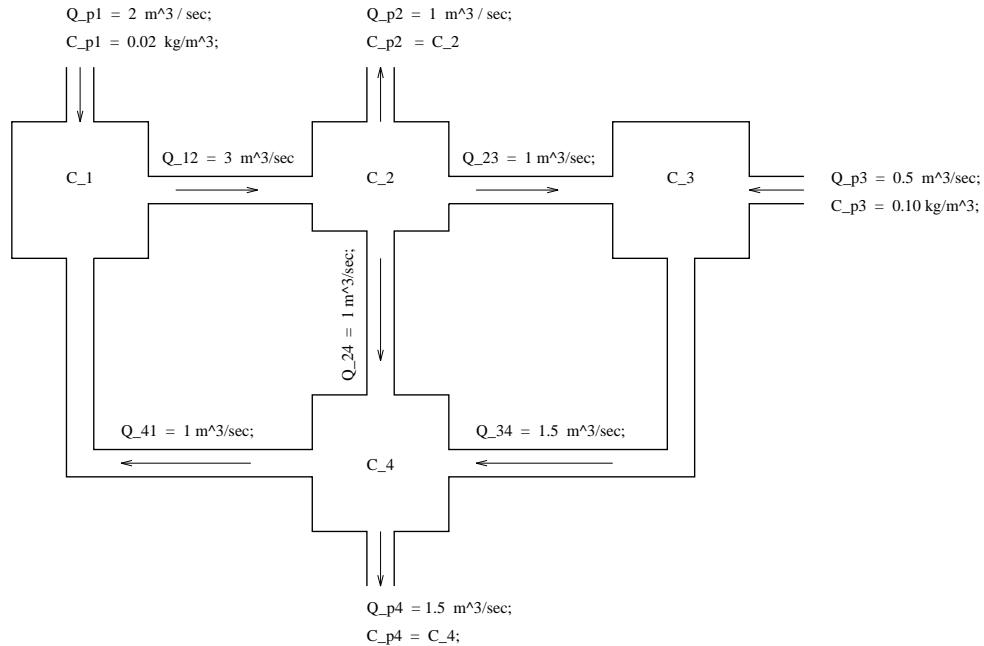 Q_p1 = 2 m^3 / sec;
C_p1 = 0.02 kg/m^3;
Q_p2 = 1 m^3 / sec;
C_p2 = C_2
C_1
Q_12 = 3 m^3/sec
C_2
Q_23 = 1 m^3/sec;
C_3
Q_p3 = 0.5 m^3/sec;
C_p3 = 0.10 kg/m^3;
Q_24 = 1 m^3/sec;
Q_41 = 1 m^3/sec;
Q_34 = 1.5 m^3/sec;
C_4
Q_p4 = 1.5 m^3/sec;
C_p4 = C_4;